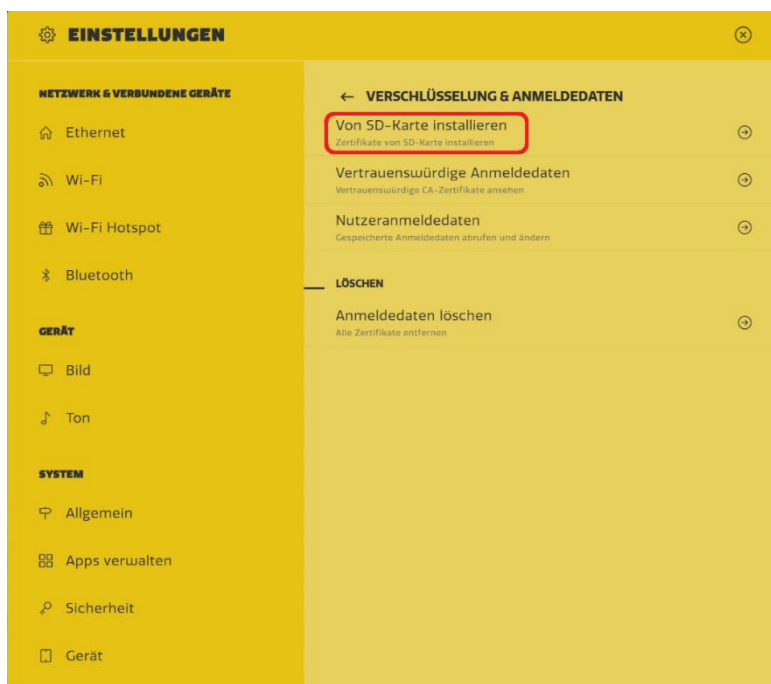 EINSTELLUNGEN
NETZWERK & VERBUNDENE GERÄTE
Ethernet
Wi-Fi
Wi-Fi Hotspot
Bluetooth
GERÄT
Bild
Ton
SYSTEM
Allgemein
Apps verwalten
Sicherheit
Gerät
← VERSCHLÜSSELUNG & ANMELDEDATEN
Von SD-Karte installieren
Zertifikate von SD-Karte installieren
Vertrauenswürdige Anmeldedaten
Vertrauenswürdige CA-Zertifikate ansehen
Nutzeranmeldedaten
Gespeicherte Anmeldedaten abrufen und ändern
LÖSCHEN
Anmeldedaten löschen
Alle Zertifikate entfernen